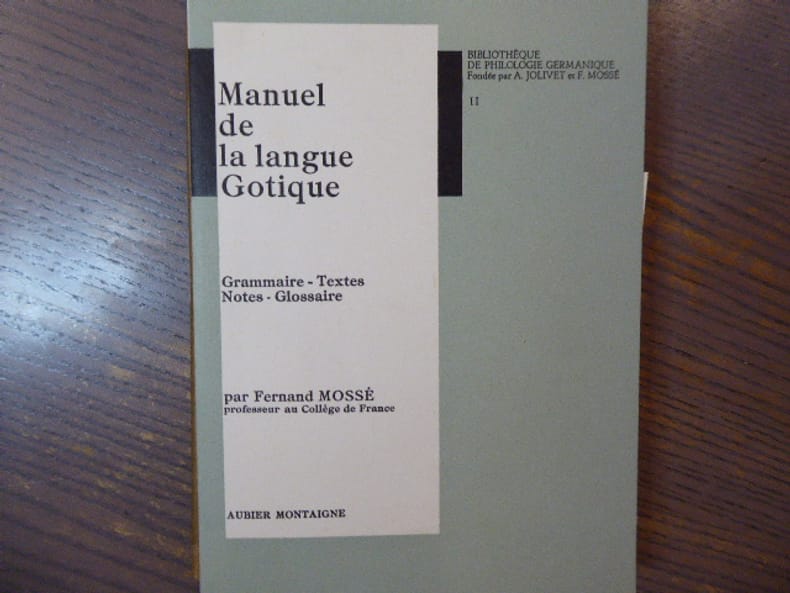 Manuel
de
la langue
Gotique
Grammaire - Textes
Notes - Glossaire
par Fernand MOSSÉ
professeur au Collège de France
AUBIER MONTAIGNE
BIBLIOTHÈQUE
DE PHILOLOGIE GERMANIQUE
Fondée par A. JOLIVET et F. MOSSÉ
II